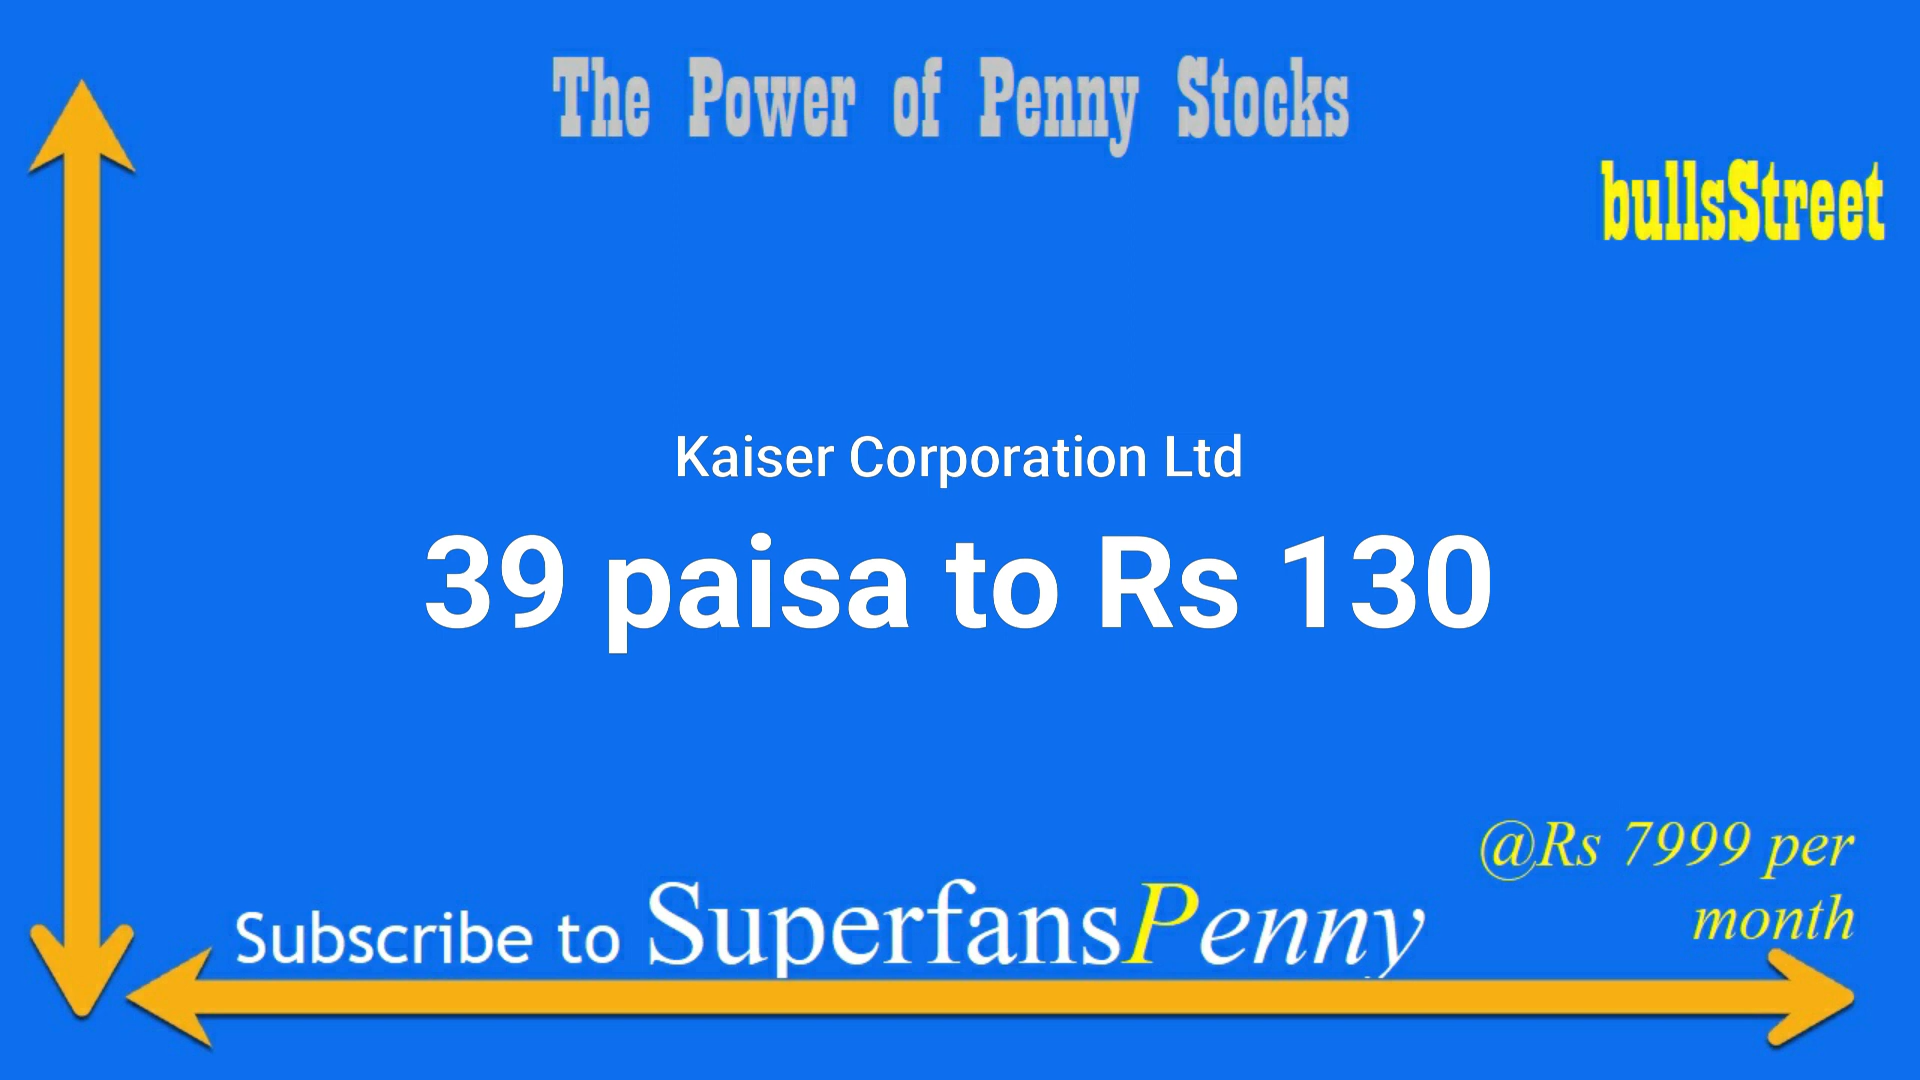 The Power of Penny Stocks
bullsStreet
Kaiser Corporation Ltd
39 paisa to Rs 130
@Rs 7999 per
month
Subscribe to SuperfansPenny